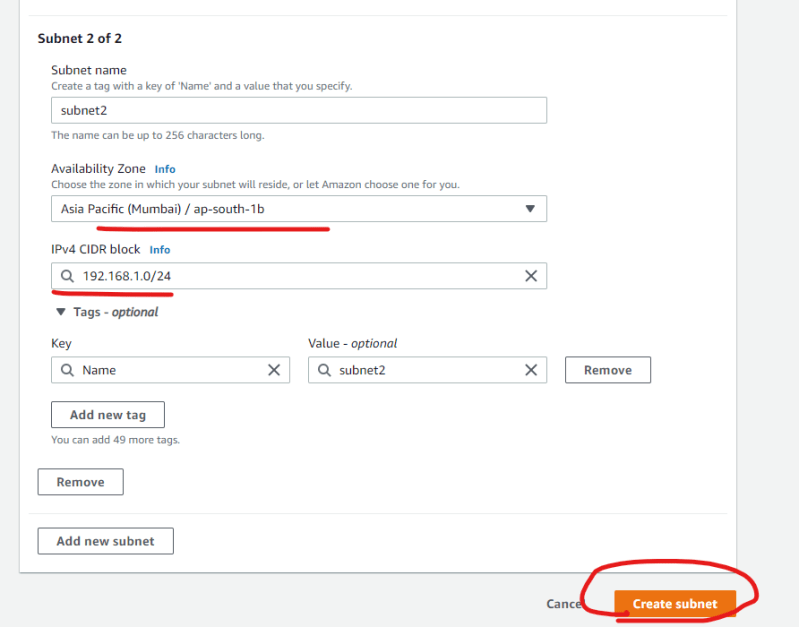 Subnet 2 of 2
Subnet name
Create a tag with a key of 'Name' and a value that you specify.
subnet2
The name can be up to 256 characters long.
Availability Zone Info
Choose the zone in which your subnet will reside, or let Amazon choose one for you.
Asia Pacific (Mumbai) / ap-south-1b
IPv4 CIDR block Info
192.168.1.0/24
Tags - optional
Key Value - optional
Name subnet2 Remove
Add new tag
You can add 49 more tags.
Remove
Add new subnet
Cancel Create subnet